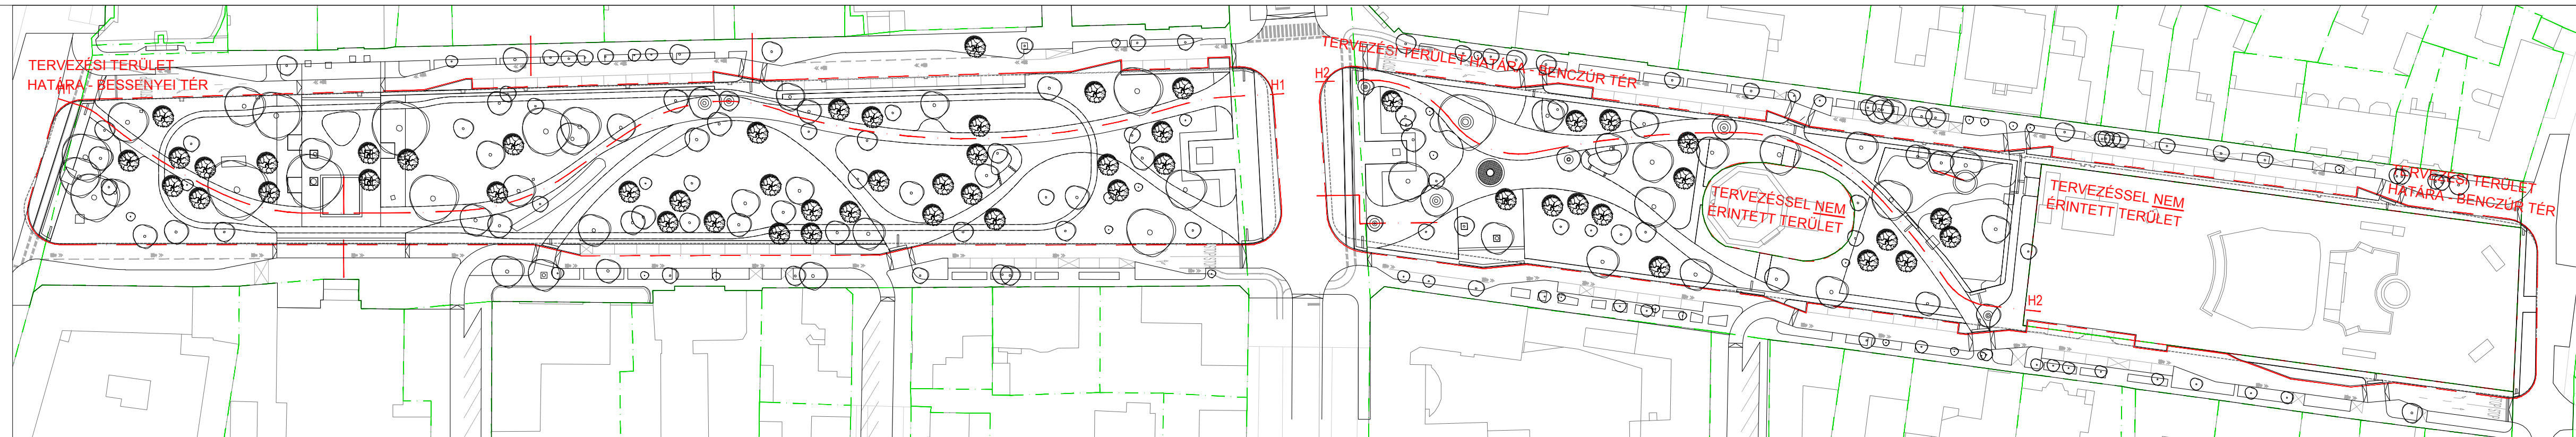 TERVEZÉSI TERÜLET
HATÁRA - BESSENYEI TÉR
H1
H1
H2
TERVEZÉSI TERÜLET HATÁRA - BENCZÚR TÉR
TERVEZÉSSEL NEM
ÉRINTETT TERÜLET
TERVEZÉSSEL NEM
ÉRINTETT TERÜLET
TERVEZÉSI TERÜLET
HATÁRA - BENCZÚR TÉR
H2